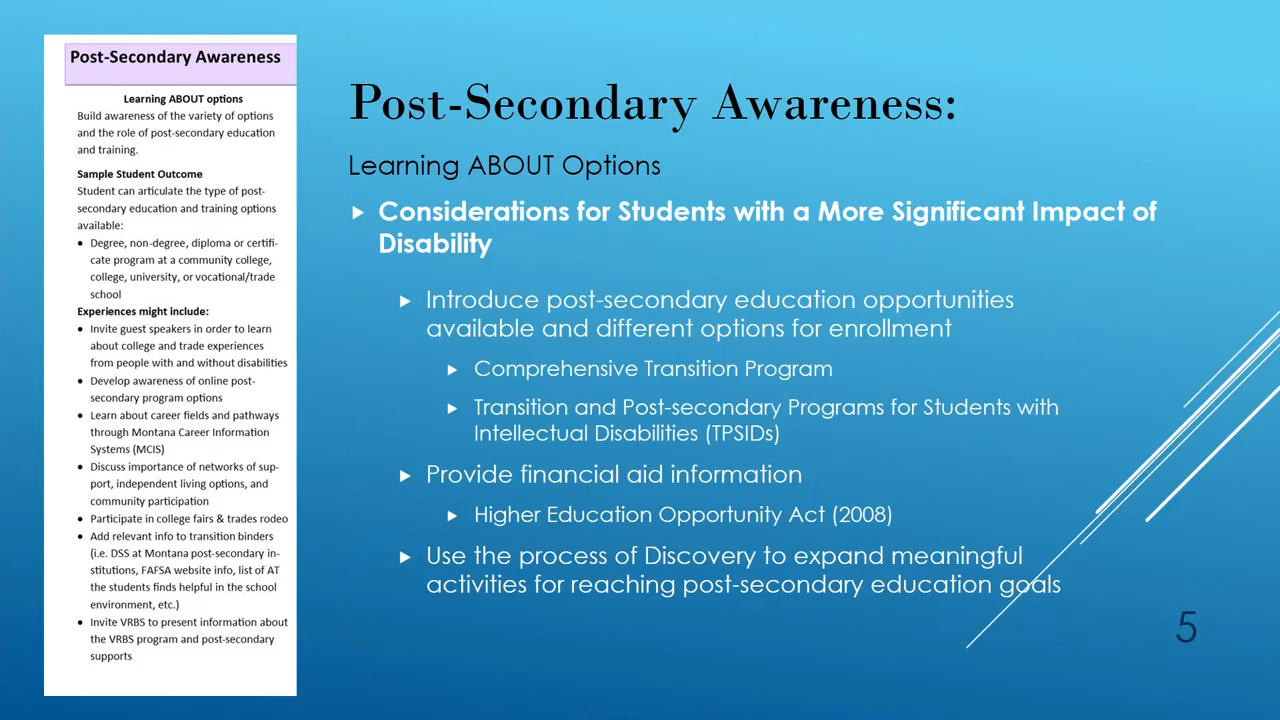 Post-Secondary Awareness
Learning ABOUT options
Build awareness of the variety of options
and the role of post-secondary education
and training.
Sample Student Outcome
Student can articulate the type of post-
secondary education and training options
available:
• Degree, non-degree, diploma or certifi-
cate program at a community college,
college, university, or vocational/trade
school
Experiences might include:
• Invite guest speakers in order to learn
about college and trade experiences
from people with and without disabilities
• Develop awareness of online post-
secondary program options
• Learn about career fields and pathways
through Montana Career Information
Systems (MCIS)
• Discuss importance of networks of sup-
port, independent living options, and
community participation
• Participate in college fairs & trades rodeo
• Add relevant info to transition binders
(i.e. DSS at Montana post-secondary in-
stitutions, FAFSA website info, list of AT
the students finds helpful in the school
environment, etc.)
• Invite VRBS to present information about
the VRBS program and post-secondary
supports
Post-Secondary Awareness:
Learning ABOUT Options
Considerations for Students with a More Significant Impact of
Disability
Introduce post-secondary education opportunities
available and different options for enrollment
Comprehensive Transition Program
Transition and Post-secondary Programs for Students with
Intellectual Disabilities (TPSIDs)
Provide financial aid information
Higher Education Opportunity Act (2008)
Use the process of Discovery to expand meaningful
activities for reaching post-secondary education goals
5